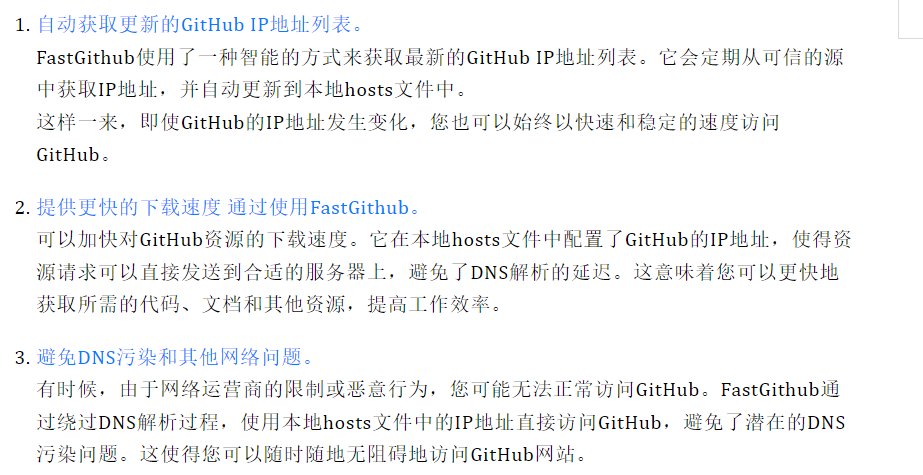 1. 自动获取更新的GitHub IP地址列表。
FastGithub使用了一种智能的方式来获取最新的GitHub IP地址列表。它会定期从可信的源
中获取IP地址，并自动更新到本地hosts文件中。
这样一来，即使GitHub的IP地址发生变化，您也可以始终以快速和稳定的速度访问
GitHub。
2. 提供更快的下载速度 通过使用FastGithub。
可以加快对GitHub资源的下载速度。它在本地hosts文件中配置了GitHub的IP地址，使得资
源请求可以直接发送到合适的服务器上，避免了DNS解析的延迟。这意味着您可以更快地
获取所需的代码、文档和其他资源，提高工作效率。
3. 避免DNS污染和其他网络问题。
有时候，由于网络运营商的限制或恶意行为，您可能无法正常访问GitHub。FastGithub通
过绕过DNS解析过程，使用本地hosts文件中的IP地址直接访问GitHub，避免了潜在的DNS
污染问题。这使得您可以随时随地无阻碍地访问GitHub网站。